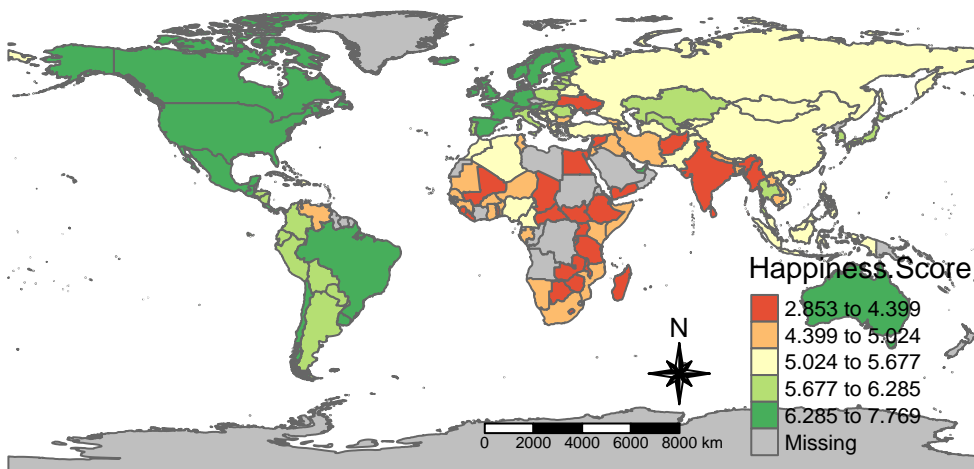 Happiness.Score
2.853 to 4.399
4.399 to 5.024
5.024 to 5.677
5.677 to 6.285
6.285 to 7.769
Missing
N
0 2000 4000 6000 8000 km